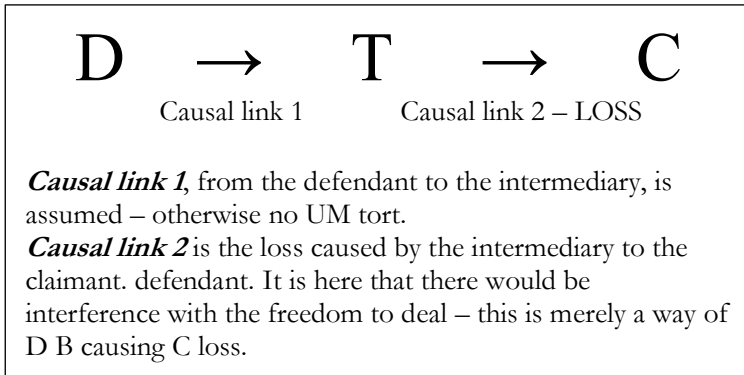 D → T → C
Causal link 1 Causal link 2 – LOSS
Causal link 1, from the defendant to the intermediary, is
assumed – otherwise no UM tort.
Causal link 2 is the loss caused by the intermediary to the
claimant. defendant. It is here that there would be
interference with the freedom to deal – this is merely a way of
D B causing C loss.